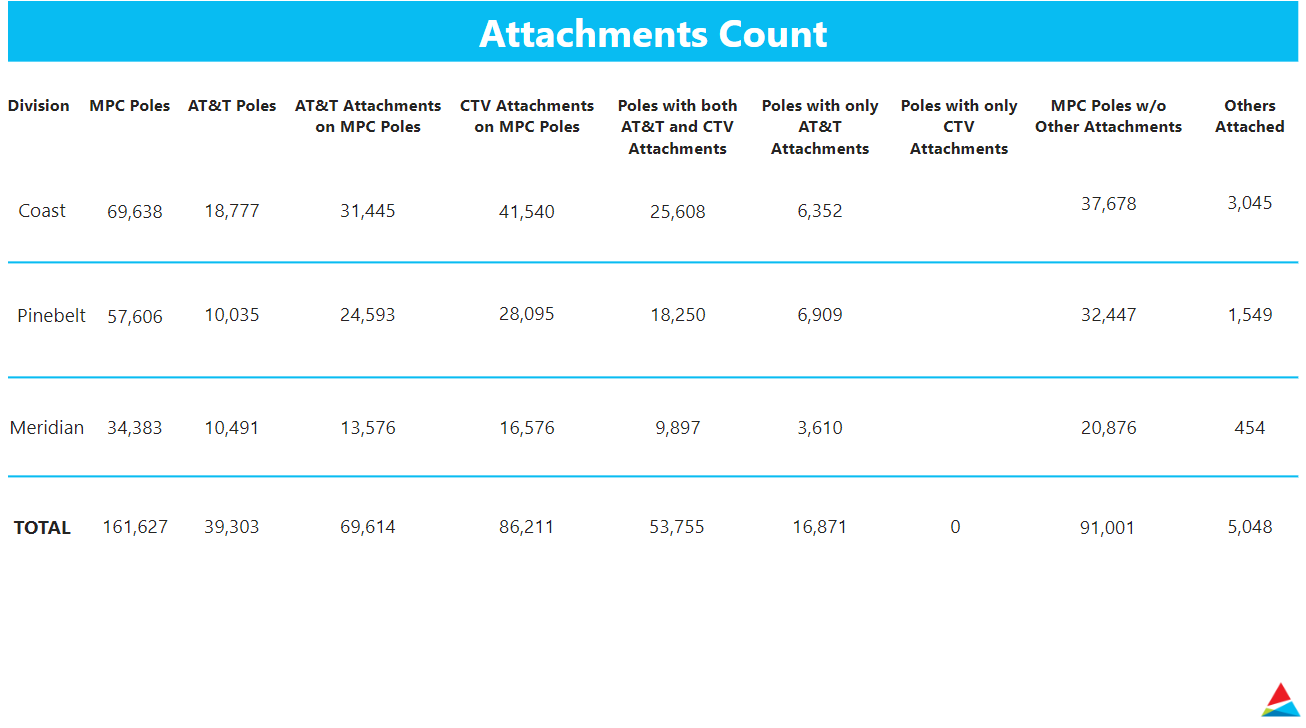 Attachments Count
Division MPC Poles AT&T Poles AT&T Attachments on MPC Poles CTV Attachments on MPC Poles Poles with both AT&T and CTV Attachments Poles with only AT&T Attachments Poles with only CTV Attachments MPC Poles w/o Other Attachments Others Attached
Coast 69,638 18,777 31,445 41,540 25,608 6,352 37,678 3,045
Pinebelt 57,606 10,035 24,593 28,095 18,250 6,909 32,447 1,549
Meridian 34,383 10,491 13,576 16,576 9,897 3,610 20,876 454
TOTAL 161,627 39,303 69,614 86,211 53,755 16,871 0 91,001 5,048